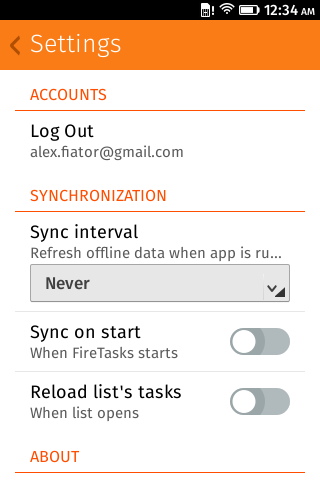 12:34 AM
Settings
ACCOUNTS
Log Out
alex.fiator@gmail.com
SYNCHRONIZATION
Sync interval
Refresh offline data when app is ru...
Never
Sync on start
When FireTasks starts
Reload list's tasks
When list opens
ABOUT